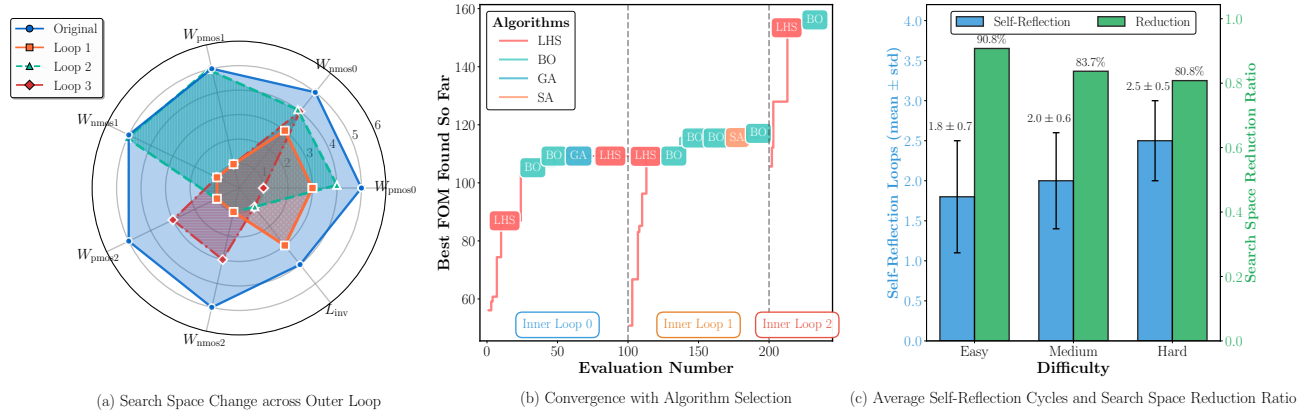 Original
Loop 1
Loop 2
Loop 3
W_pmos1
W_nmos0
W_nmos1
W_pmos0
W_pmos2
W_nmos2
L_inv
1
2
3
4
5
6
(a) Search Space Change across Outer Loop
Best FOM Found So Far
160
140
120
100
80
60
Algorithms
LHS
BO
GA
SA
LHS
BO
BO
GA
LHS
LHS
BO
BO
BO
SA
BO
LHS
BO
Inner Loop 0
Inner Loop 1
Inner Loop 2
0
50
100
150
200
Evaluation Number
(b) Convergence with Algorithm Selection
Self-Reflection
Reduction
Self-Reflection Loops (mean ± std)
4.0
3.5
3.0
2.5
2.0
1.5
1.0
0.5
0.0
1.8 ± 0.7
90.8%
2.0 ± 0.6
83.7%
2.5 ± 0.5
80.8%
Easy
Medium
Hard
Difficulty
1.0
0.8
0.6
0.4
0.2
0.0
Search Space Reduction Ratio
(c) Average Self-Reflection Cycles and Search Space Reduction Ratio